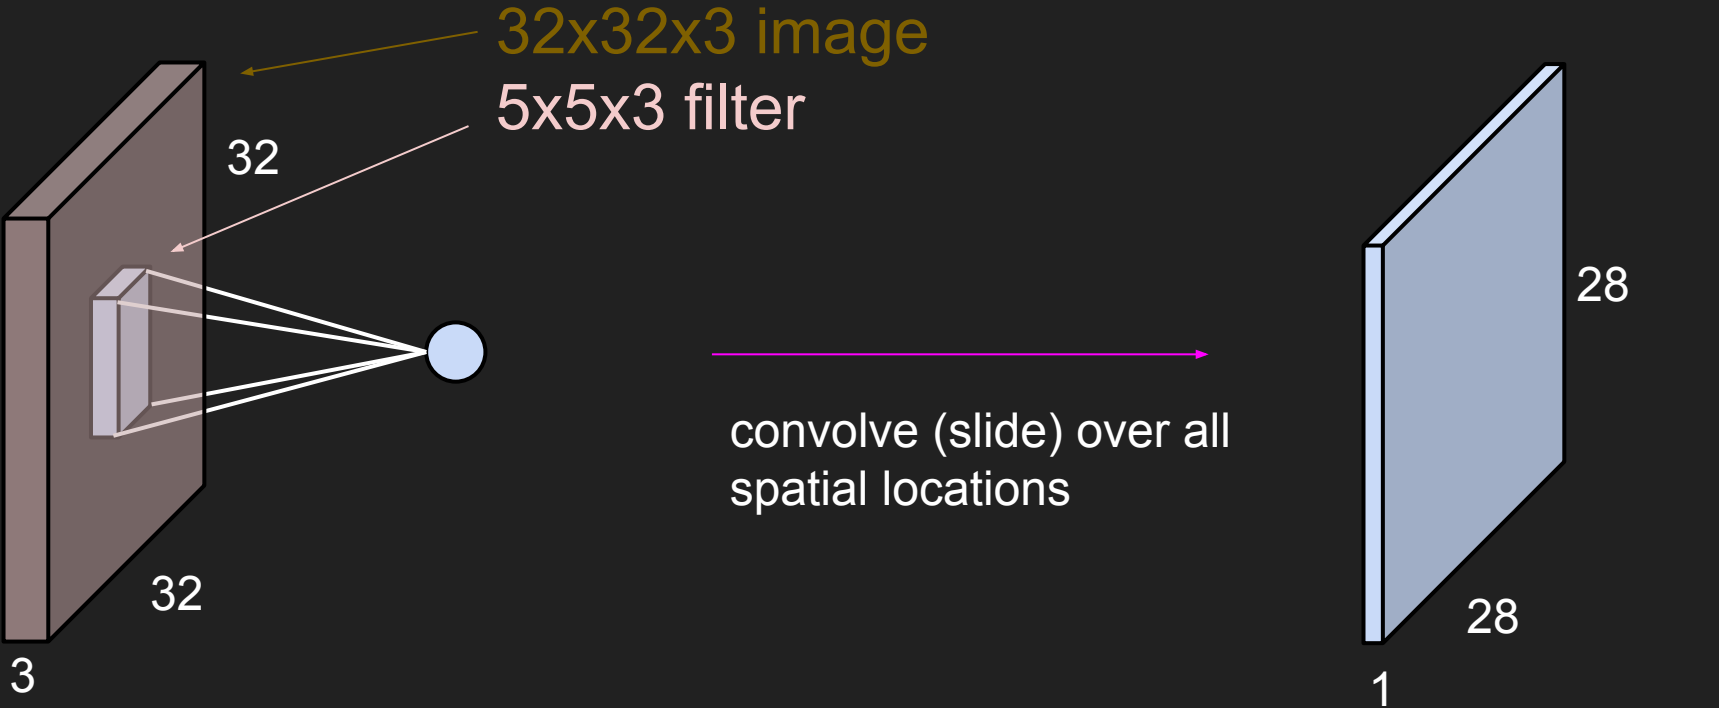 32x32x3 image
5x5x3 filter
32
32
3
convolve (slide) over all
spatial locations
28
28
1